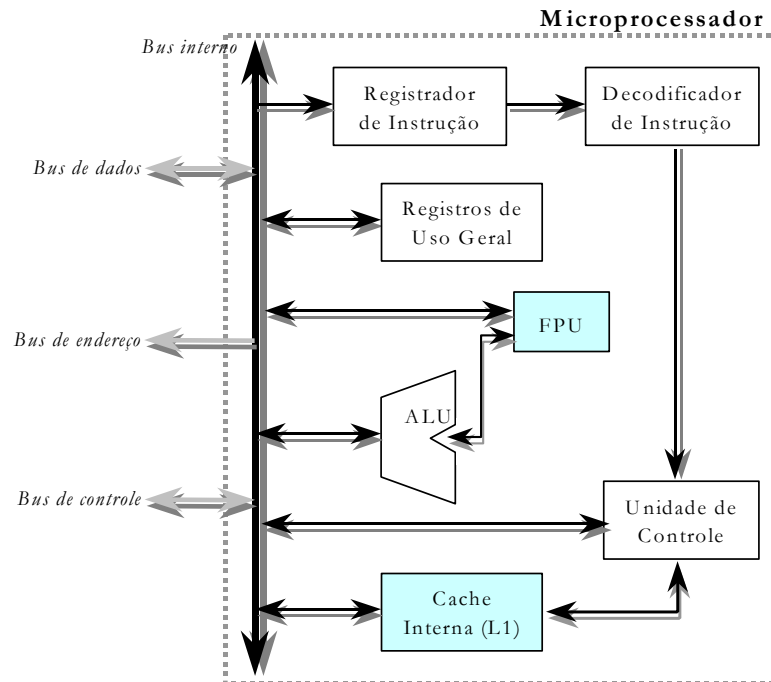 Microprocessador
Bus interno
Registrador
de Instrução
Decodificador
de Instrução
Bus de dados
Registros de
Uso Geral
FPU
Bus de endereço
ALU
Bus de controle
Unidade de
Controle
Cache
Interna (L1)